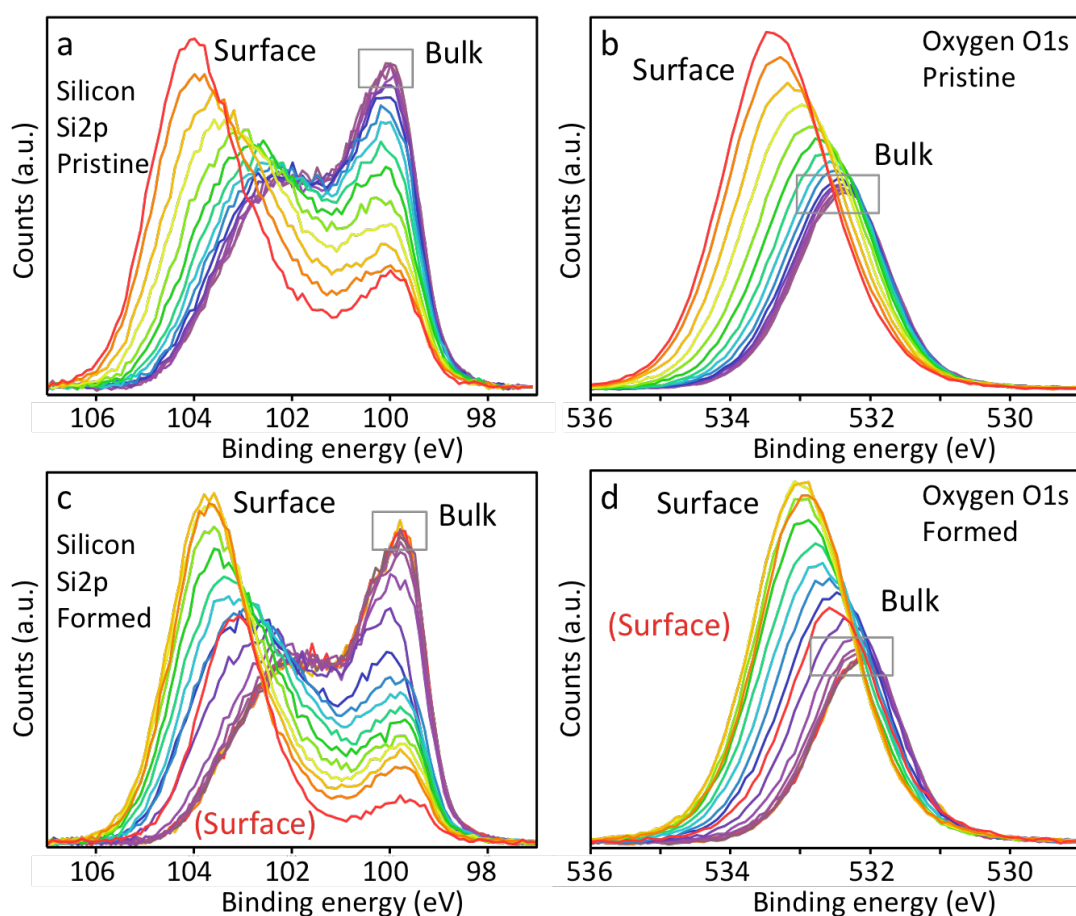 a
Surface
Bulk
Silicon
Si2p
Pristine
Counts (a.u.)
106 104 102 100 98
Binding energy (eV)
b
Oxygen O1s
Pristine
Surface
Bulk
Counts (a.u.)
536 534 532 530
Binding energy (eV)
c
Surface
Bulk
Silicon
Si2p
Formed
(Surface)
Counts (a.u.)
106 104 102 100 98
Binding energy (eV)
d
Oxygen O1s
Formed
Surface
Bulk
(Surface)
Counts (a.u.)
536 534 532 530
Binding energy (eV)